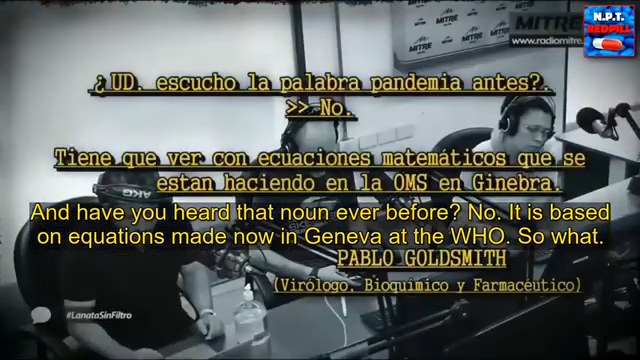 MITRE
www.radiomitre.
N.P.T.
REDPILL
MITRE
¿UD. escucho la palabra pandemia antes?.
>> No.
Tiene que ver con ecuaciones matemáticos que se
estan haciendo en la OMS en Ginebra.
And have you heard that noun ever before? No. It is based
on equations made now in Geneva at the WHO. So what.
PABLO GOLDSMITH
(Virólogo, Bioquímico y Farmacéutico)
AKG
#LanataSinFiltro